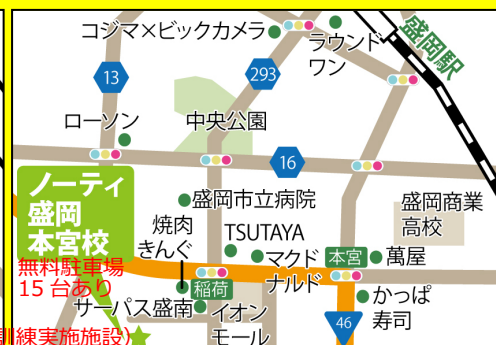 コジマ×ビックカメラ
ラウンド
ワン
盛岡駅
13
293
ローソン
中央公園
16
ノーティ
盛岡
本宮校
無料駐車場
15台あり
盛岡市立病院
盛岡商業
高校
焼肉
きんぐ
TSUTAYA
マクド
ナルド
本宮
萬屋
稲荷
サーパス盛南
イオン
モール
かっぱ
寿司
46
訓練実施施設)